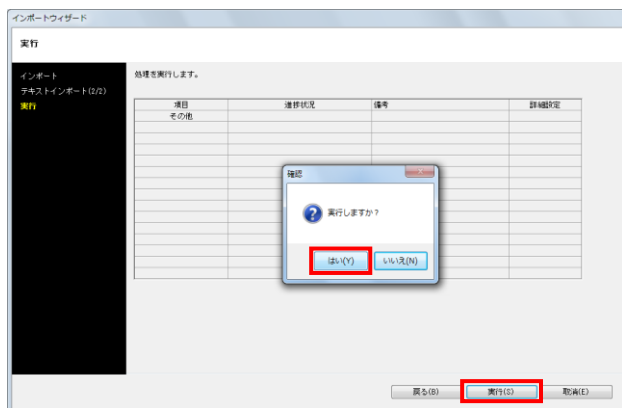 インポートウィザード
実行
インポート
テキストインポート(2/2)
実行
処理を実行します。
項目 進捗状況 備考 詳細設定
その他
確認
実行しますか？
はい(Y) いいえ(N)
戻る(B) 実行(S) 取消(E)